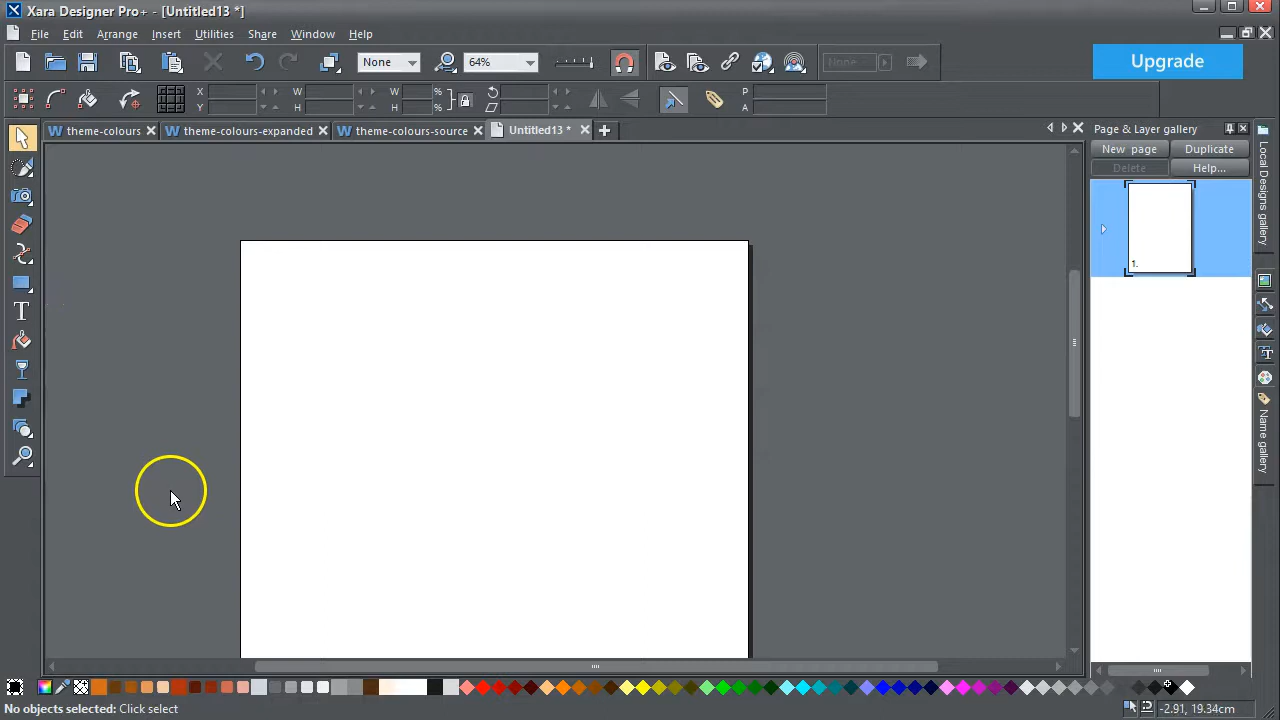 Xara Designer Pro+ - [Untitled13 *]
File Edit Arrange Insert Utilities Share Window Help
None 64% None Upgrade
X Y W H W H % % P A
theme-colours theme-colours-expanded theme-colours-source Untitled13 *
Page & Layer gallery
New page Duplicate
Delete Help...
1.
Local Designs gallery
Name gallery
No objects selected: Click select -2.91, 19.34cm